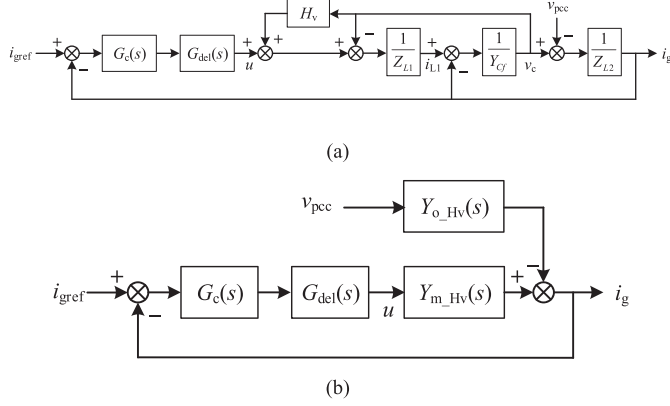 H_v
v_pcc
i_gref + − G_c(s) G_del(s) + + u + − 1/Z_L1 + i_L1 − 1/Y_Cf + v_c − 1/Z_L2 i_g
(a)
v_pcc Y_o_Hv(s)
i_gref + − G_c(s) G_del(s) u Y_m_Hv(s) + − i_g
(b)